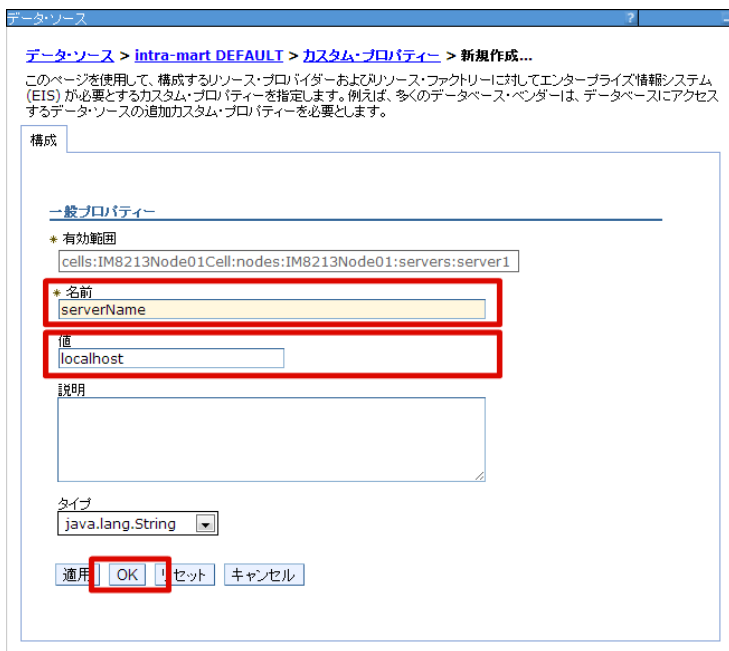 データ・ソース ?
データ・ソース > intra-mart DEFAULT > カスタム・プロパティー > 新規作成...
このページを使用して、構成するリソース・プロバイダーおよびリソース・ファクトリーに対してエンタープライズ情報システム
(EIS) が必要とするカスタム・プロパティーを指定します。例えば、多くのデータベース・ベンダーは、データベースにアクセス
するデータ・ソースの追加カスタム・プロパティーを必要とします。
構成
一般プロパティー
* 有効範囲
cells:IM8213Node01Cell:nodes:IM8213Node01:servers:server1
* 名前
serverName
値
localhost
説明
タイプ
java.lang.String
適用 OK リセット キャンセル